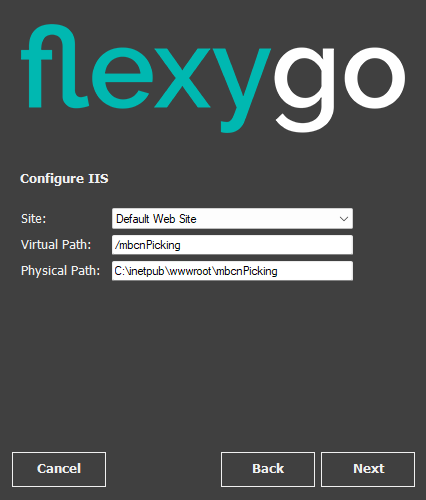 flexygo
Configure IIS
Site: Default Web Site
Virtual Path: /mbcnPicking
Physical Path: C:\inetpub\wwwroot\mbcnPicking
Cancel Back Next